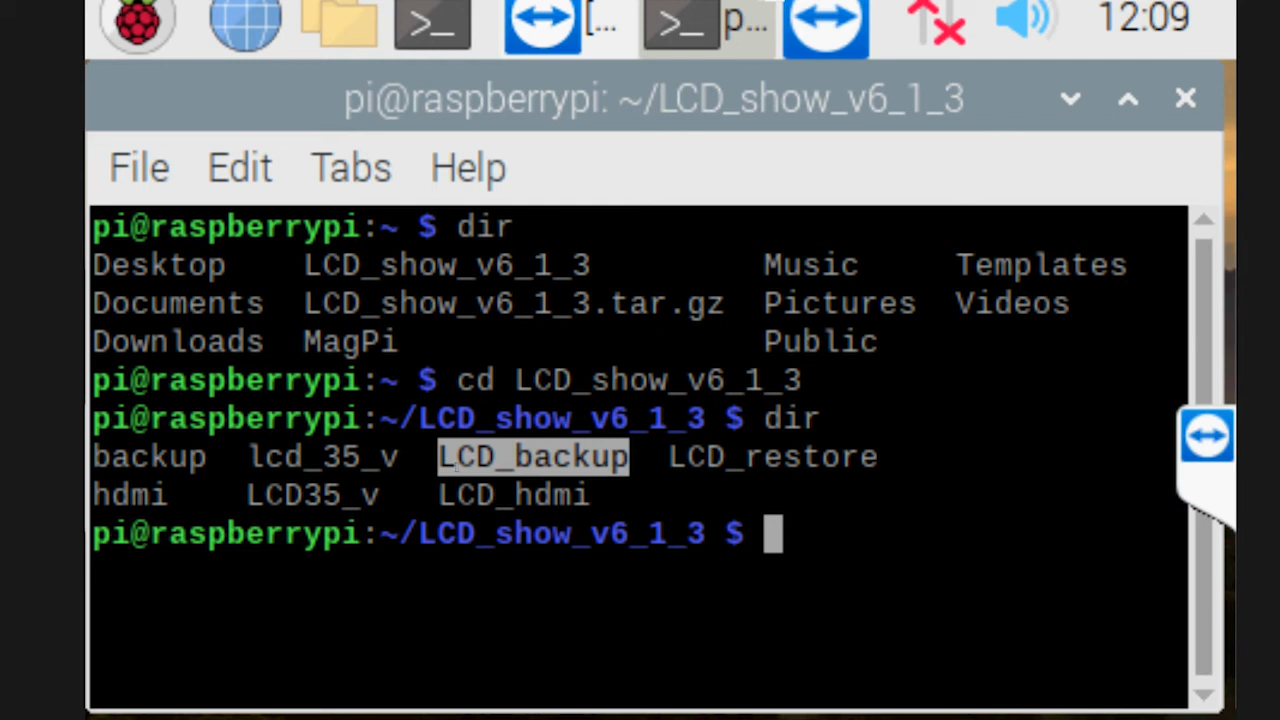 [... p... 12:09
pi@raspberrypi: ~/LCD_show_v6_1_3
File Edit Tabs Help
pi@raspberrypi:~ $ dir
Desktop LCD_show_v6_1_3 Music Templates
Documents LCD_show_v6_1_3.tar.gz Pictures Videos
Downloads MagPi Public
pi@raspberrypi:~ $ cd LCD_show_v6_1_3
pi@raspberrypi:~/LCD_show_v6_1_3 $ dir
backup lcd_35_v LCD_backup LCD_restore
hdmi LCD35_v LCD_hdmi
pi@raspberrypi:~/LCD_show_v6_1_3 $